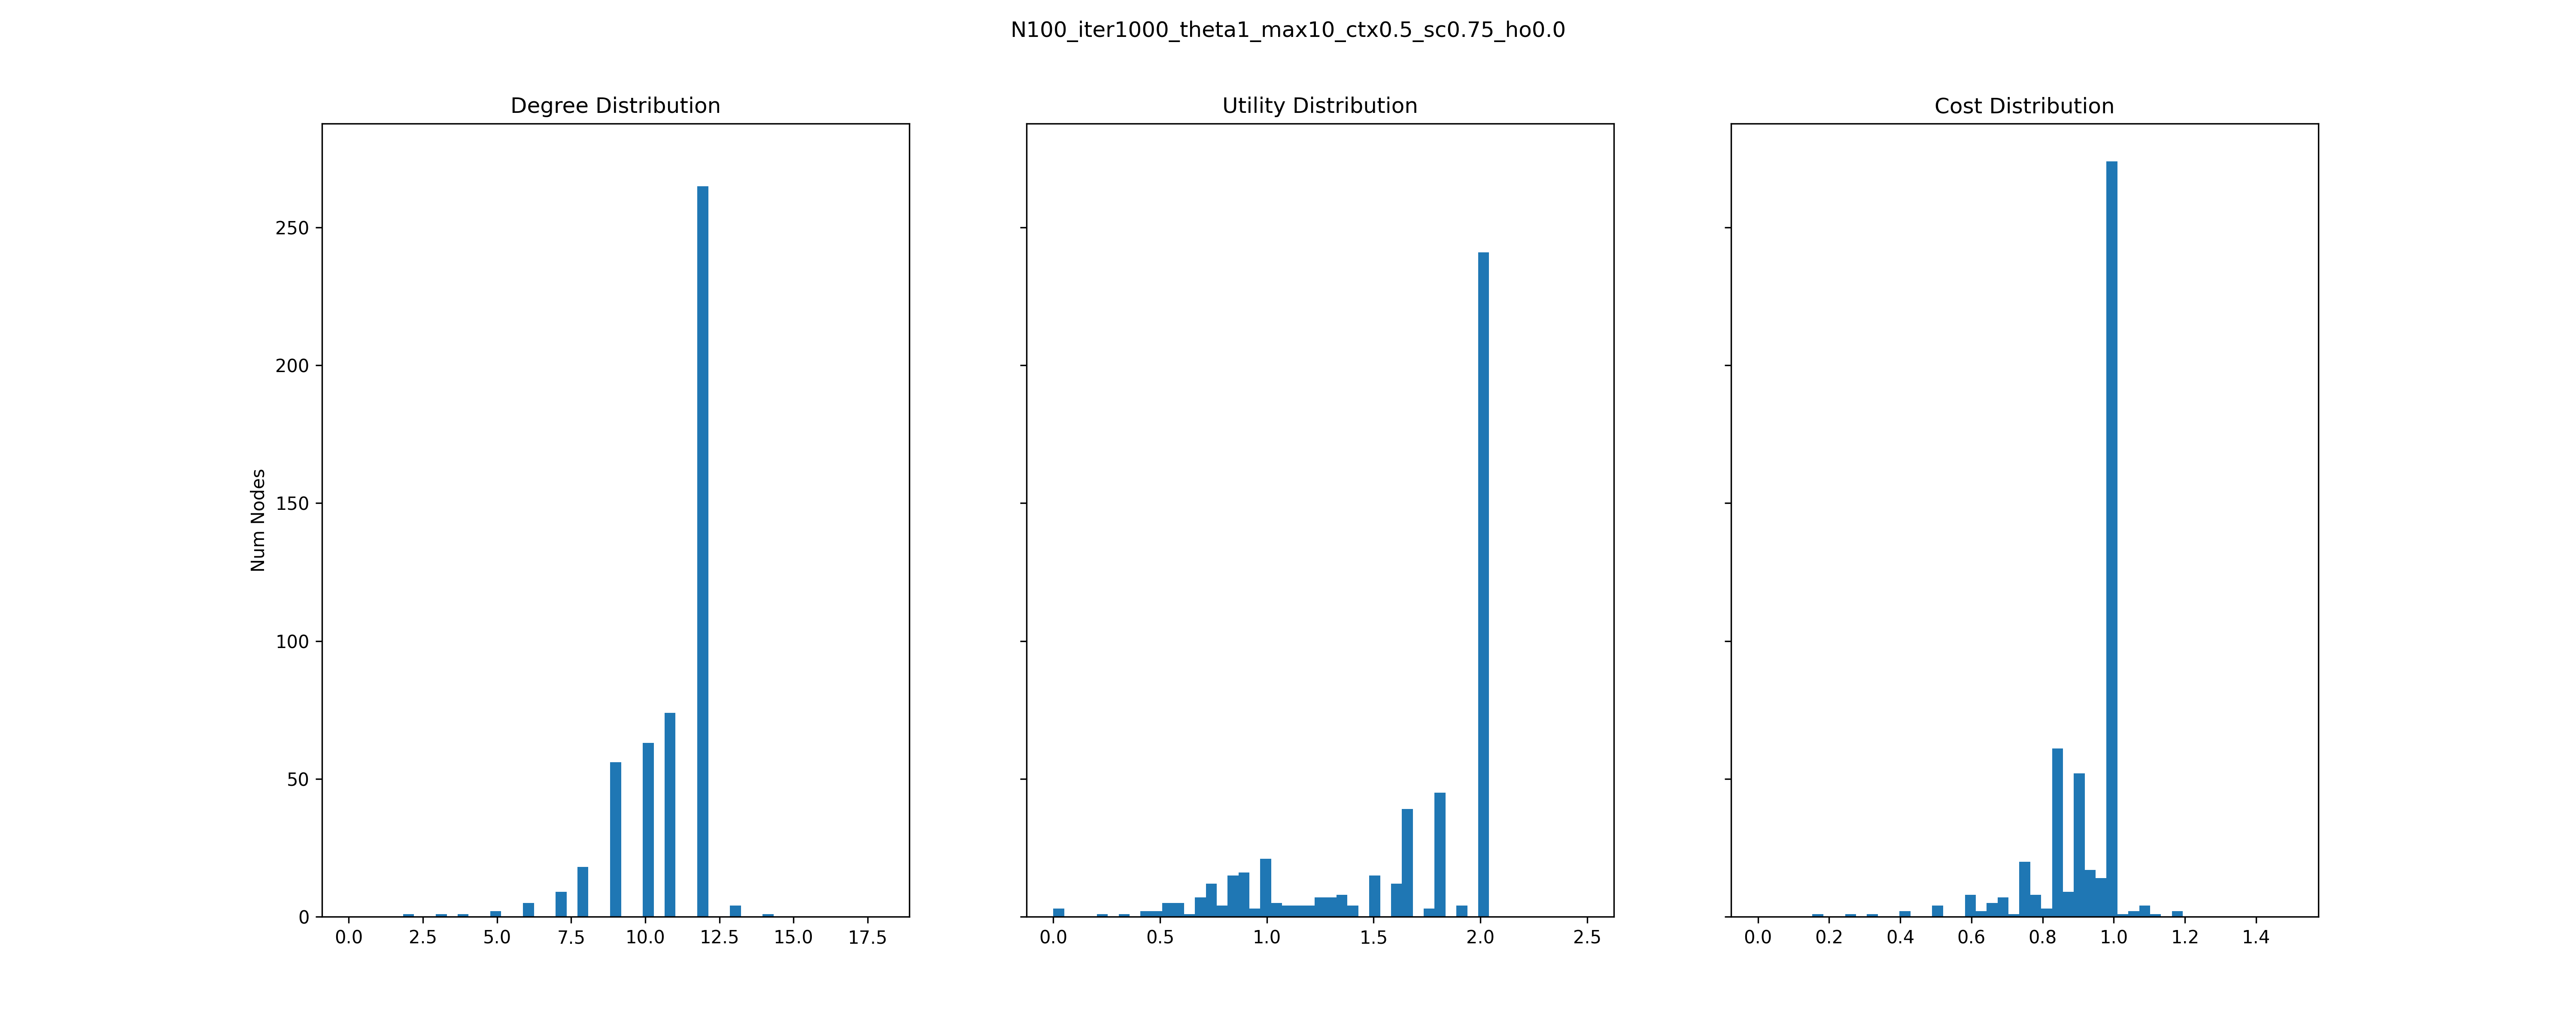 N100_iter1000_theta1_max10_ctx0.5_sc0.75_ho0.0
Degree Distribution
Utility Distribution
Cost Distribution
Num Nodes
250
200
150
100
50
0
0.0 2.5 5.0 7.5 10.0 12.5 15.0 17.5
0.0 0.5 1.0 1.5 2.0 2.5
0.0 0.2 0.4 0.6 0.8 1.0 1.2 1.4